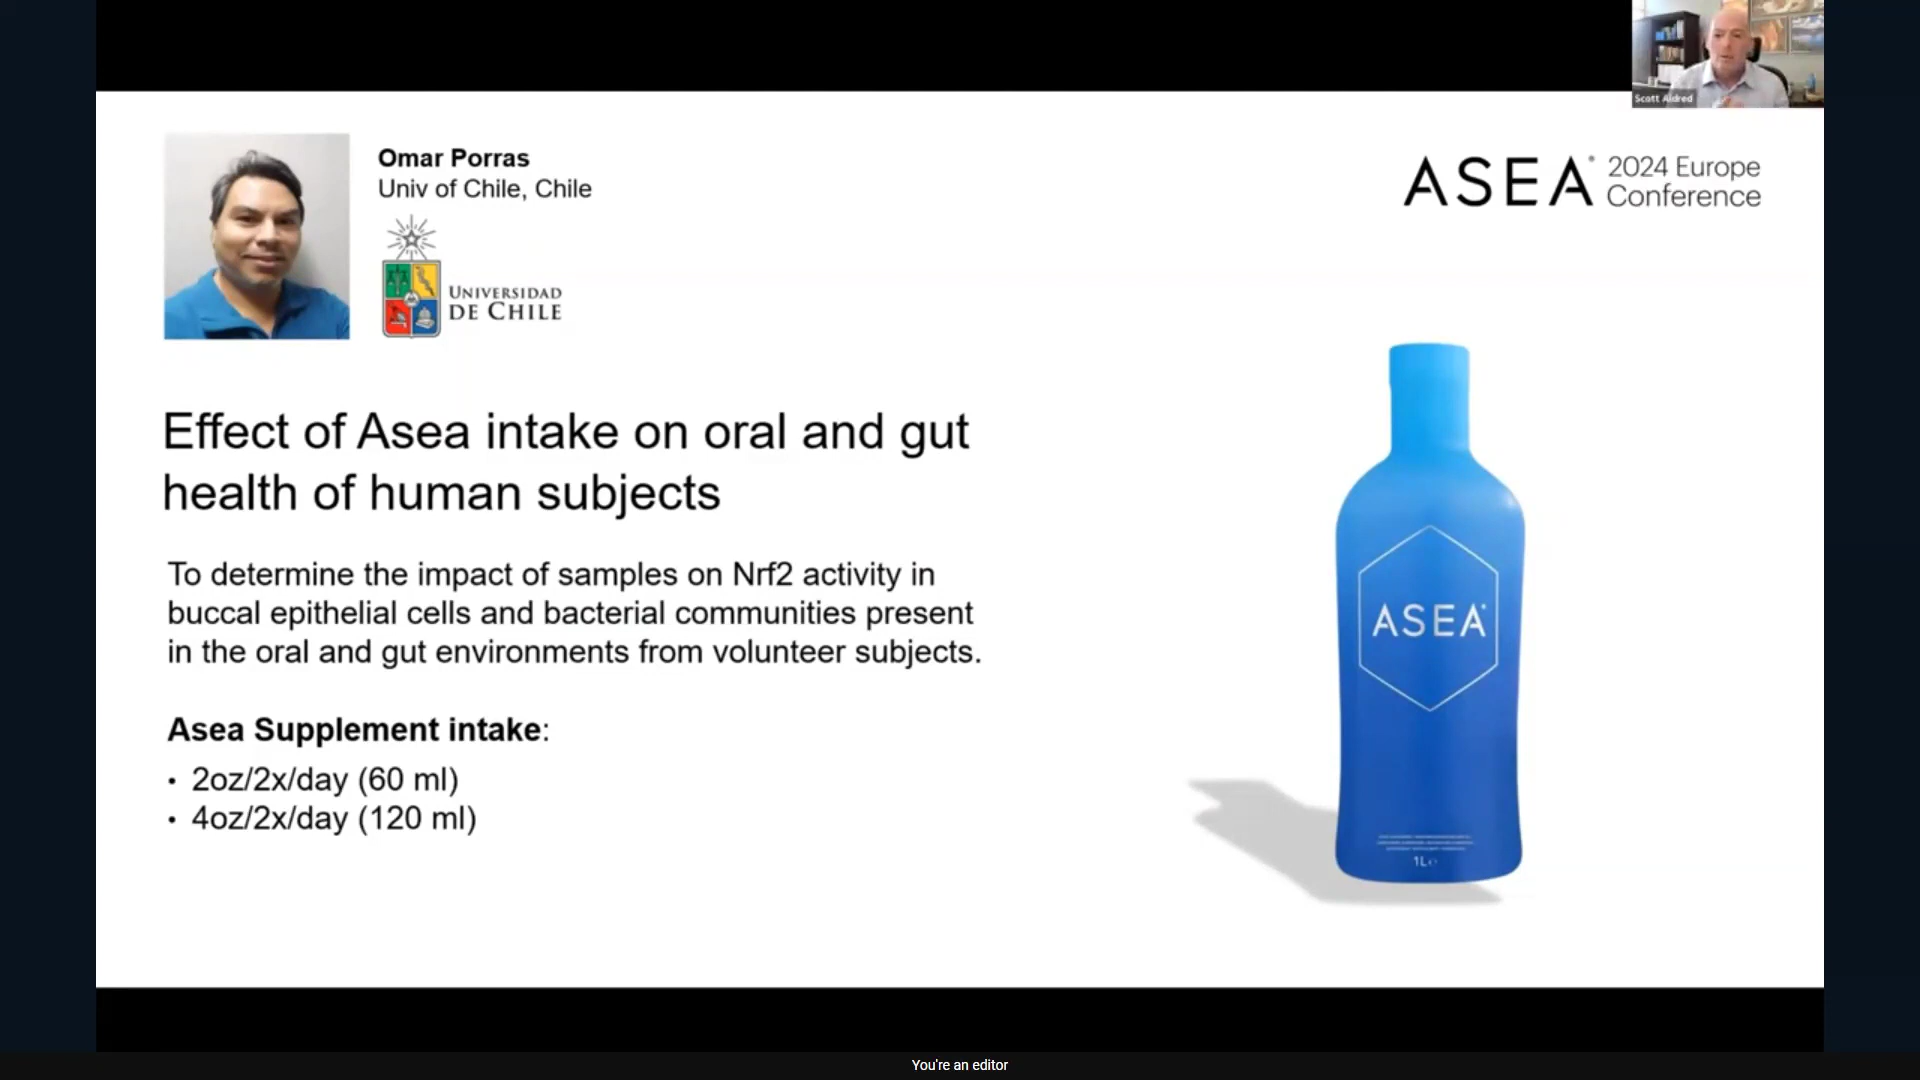 Scott Aldred
Omar Porras
Univ of Chile, Chile
UNIVERSIDAD
DE CHILE
ASEA® 2024 Europe
Conference
Effect of Asea intake on oral and gut
health of human subjects
To determine the impact of samples on Nrf2 activity in
buccal epithelial cells and bacterial communities present
in the oral and gut environments from volunteer subjects.
Asea Supplement intake:
• 2oz/2x/day (60 ml)
• 4oz/2x/day (120 ml)
ASEA®
1L
You're an editor